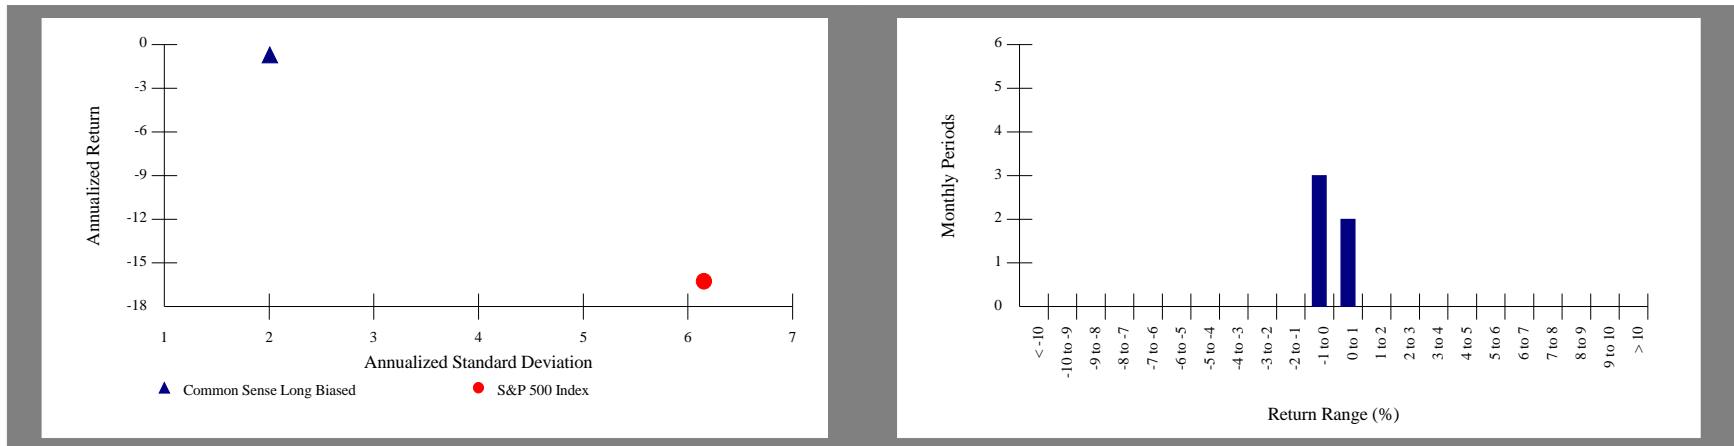 0
-3
-6
-9
-12
-15
-18
Annualized Return
1 2 3 4 5 6 7
Annualized Standard Deviation
Common Sense Long Biased
S&P 500 Index
6
5
4
3
2
1
0
Monthly Periods
< -10
-10 to -9
-9 to -8
-8 to -7
-7 to -6
-6 to -5
-5 to -4
-4 to -3
-3 to -2
-2 to -1
-1 to 0
0 to 1
1 to 2
2 to 3
3 to 4
4 to 5
5 to 6
6 to 7
7 to 8
8 to 9
9 to 10
> 10
Return Range (%)